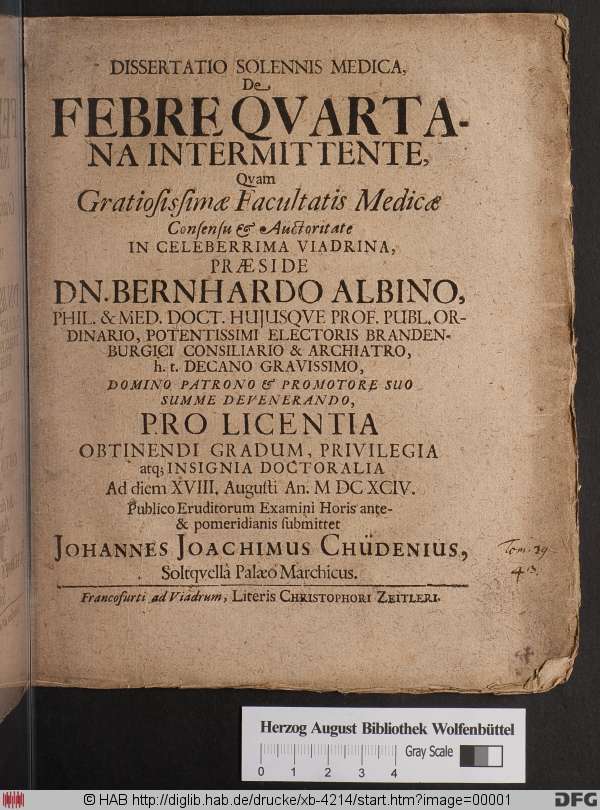 DISSERTATIO SOLENNIS MEDICA,
De
FEBRE QVARTA-
NA INTERMITTENTE,
Qvam
Gratiosissimæ Facultatis Medicæ
Consensu & Auctoritate
IN CELEBERRIMA VIADRINA,
PRÆSIDE
DN. BERNHARDO ALBINO,
PHIL. & MED. DOCT. HUJUSQVE PROF. PUBL. OR-
DINARIO, POTENTISSIMI ELECTORIS BRANDEN-
BURGICI CONSILIARIO & ARCHIATRO,
h. t. DECANO GRAVISSIMO,
DOMINO PATRONO & PROMOTORE SUO
SUMME DEVENERANDO,
PRO LICENTIA
OBTINENDI GRADUM, PRIVILEGIA
atq; INSIGNIA DOCTORALIA
Ad diem XVIII. Augusti An. M DC XCIV.
Publico Eruditorum Examini Horis ante-
& pomeridianis submittet
JOHANNES JOACHIMUS CHÜDENIUS,
Soltqvellâ Palæo Marchicus.
Francofurti ad Viadrum, Literis CHRISTOPHORI ZEITLERI.
Tom. 29.
4 13.
Herzog August Bibliothek Wolfenbüttel
Gray Scale
0 1 2 3 4
© HAB http://diglib.hab.de/drucke/xb-4214/start.htm?image=00001
DFG